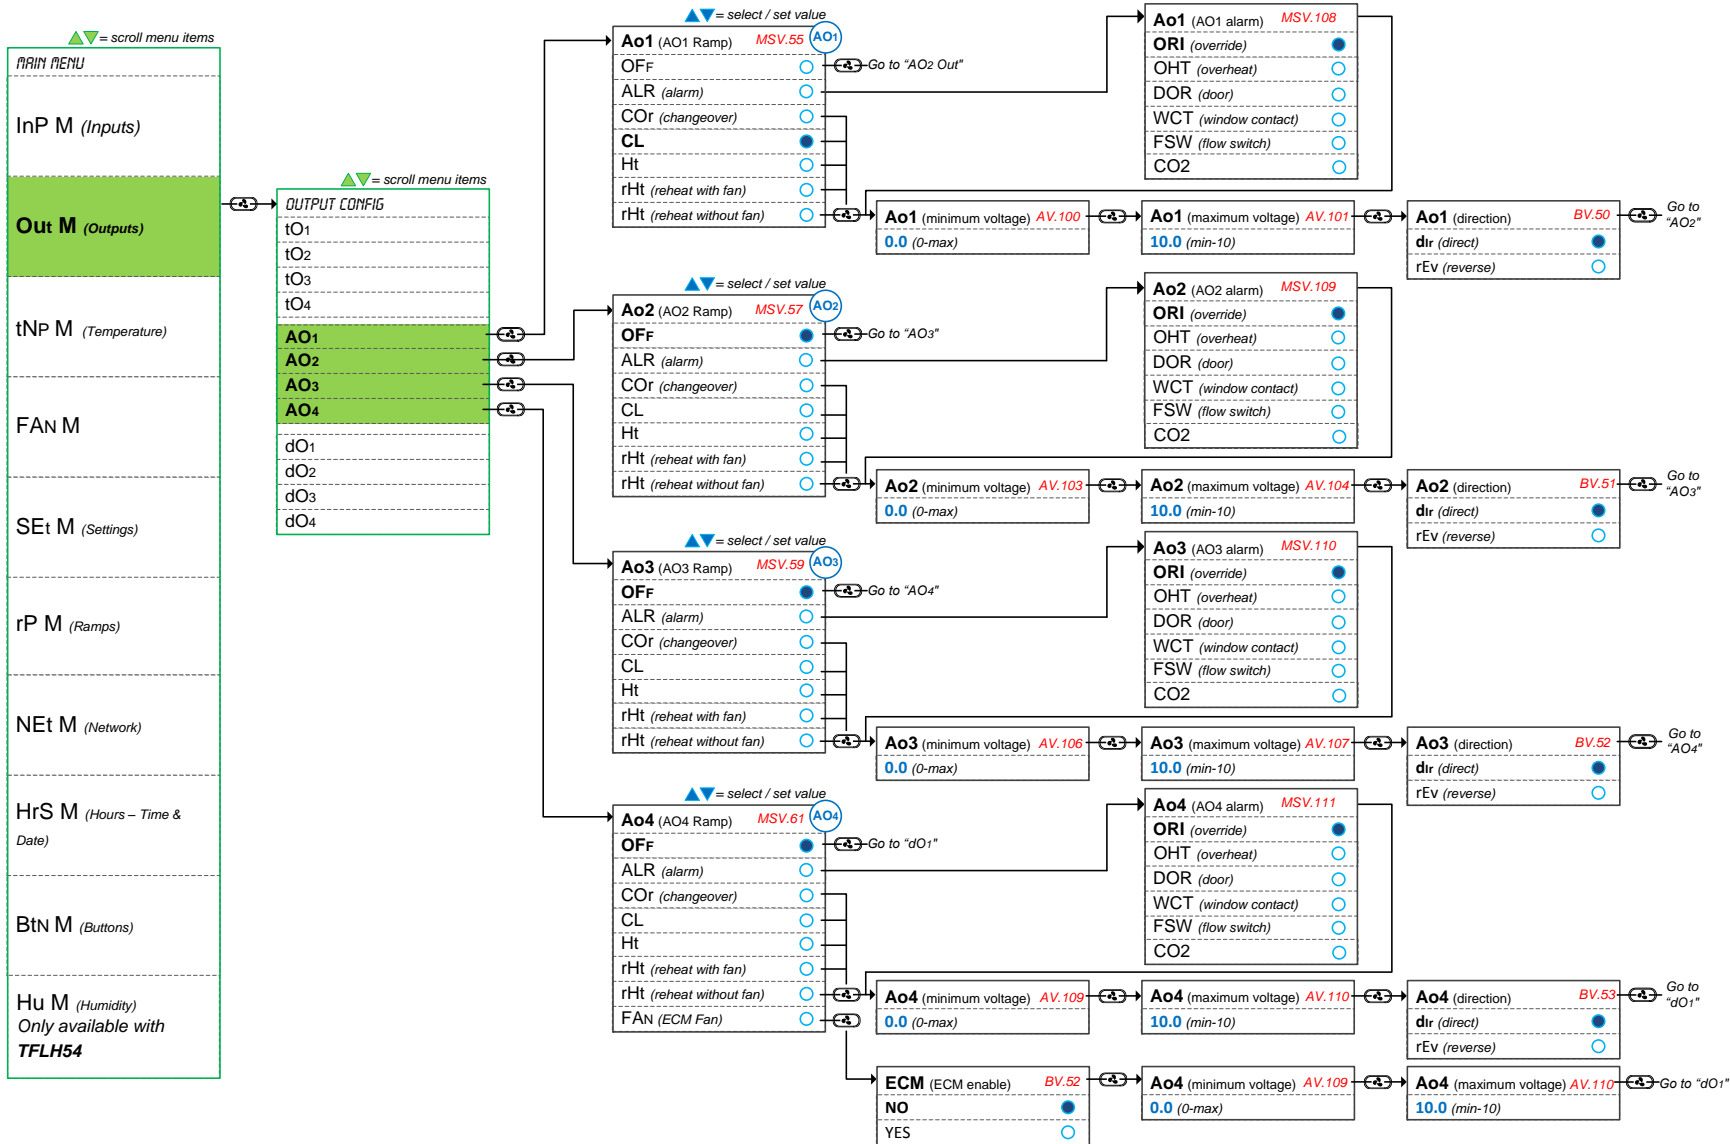 = scroll menu items
MAIN MENU
InP M (Inputs)
Out M (Outputs)
tNP M (Temperature)
FAN M
SEt M (Settings)
rP M (Ramps)
NEt M (Network)
HrS M (Hours – Time &
Date)
BtN M (Buttons)
Hu M (Humidity)
Only available with
TFLH54
= scroll menu items
OUTPUT CONFIG
tO1
tO2
tO3
tO4
AO1
AO2
AO3
AO4
dO1
dO2
dO3
dO4
= select / set value
Ao1 (AO1 Ramp) MSV.55 AO1
OFF
Go to "AO2 Out"
ALR (alarm)
COr (changeover)
CL
Ht
rHt (reheat with fan)
rHt (reheat without fan)
Ao1 (AO1 alarm) MSV.108
ORI (override)
OHT (overheat)
DOR (door)
WCT (window contact)
FSW (flow switch)
CO2
Ao1 (minimum voltage) AV.100
0.0 (0-max)
Ao1 (maximum voltage) AV.101
10.0 (min-10)
Ao1 (direction) BV.50
dIr (direct)
rEv (reverse)
Go to
"AO2"
= select / set value
Ao2 (AO2 Ramp) MSV.57 AO2
OFF
Go to "AO3"
ALR (alarm)
COr (changeover)
CL
Ht
rHt (reheat with fan)
rHt (reheat without fan)
Ao2 (AO2 alarm) MSV.109
ORI (override)
OHT (overheat)
DOR (door)
WCT (window contact)
FSW (flow switch)
CO2
Ao2 (minimum voltage) AV.103
0.0 (0-max)
Ao2 (maximum voltage) AV.104
10.0 (min-10)
Ao2 (direction) BV.51
dIr (direct)
rEv (reverse)
Go to
"AO3"
= select / set value
Ao3 (AO3 Ramp) MSV.59 AO3
OFF
Go to "AO4"
ALR (alarm)
COr (changeover)
CL
Ht
rHt (reheat with fan)
rHt (reheat without fan)
Ao3 (AO3 alarm) MSV.110
ORI (override)
OHT (overheat)
DOR (door)
WCT (window contact)
FSW (flow switch)
CO2
Ao3 (minimum voltage) AV.106
0.0 (0-max)
Ao3 (maximum voltage) AV.107
10.0 (min-10)
Ao3 (direction) BV.52
dIr (direct)
rEv (reverse)
Go to
"AO4"
= select / set value
Ao4 (AO4 Ramp) MSV.61 AO4
OFF
Go to "dO1"
ALR (alarm)
COr (changeover)
CL
Ht
rHt (reheat with fan)
rHt (reheat without fan)
FAN (ECM Fan)
Ao4 (AO4 alarm) MSV.111
ORI (override)
OHT (overheat)
DOR (door)
WCT (window contact)
FSW (flow switch)
CO2
Ao4 (minimum voltage) AV.109
0.0 (0-max)
Ao4 (maximum voltage) AV.110
10.0 (min-10)
Ao4 (direction) BV.53
dIr (direct)
rEv (reverse)
Go to
"dO1"
ECM (ECM enable) BV.52
NO
YES
Ao4 (minimum voltage) AV.109
0.0 (0-max)
Ao4 (maximum voltage) AV.110
10.0 (min-10)
Go to "dO1"